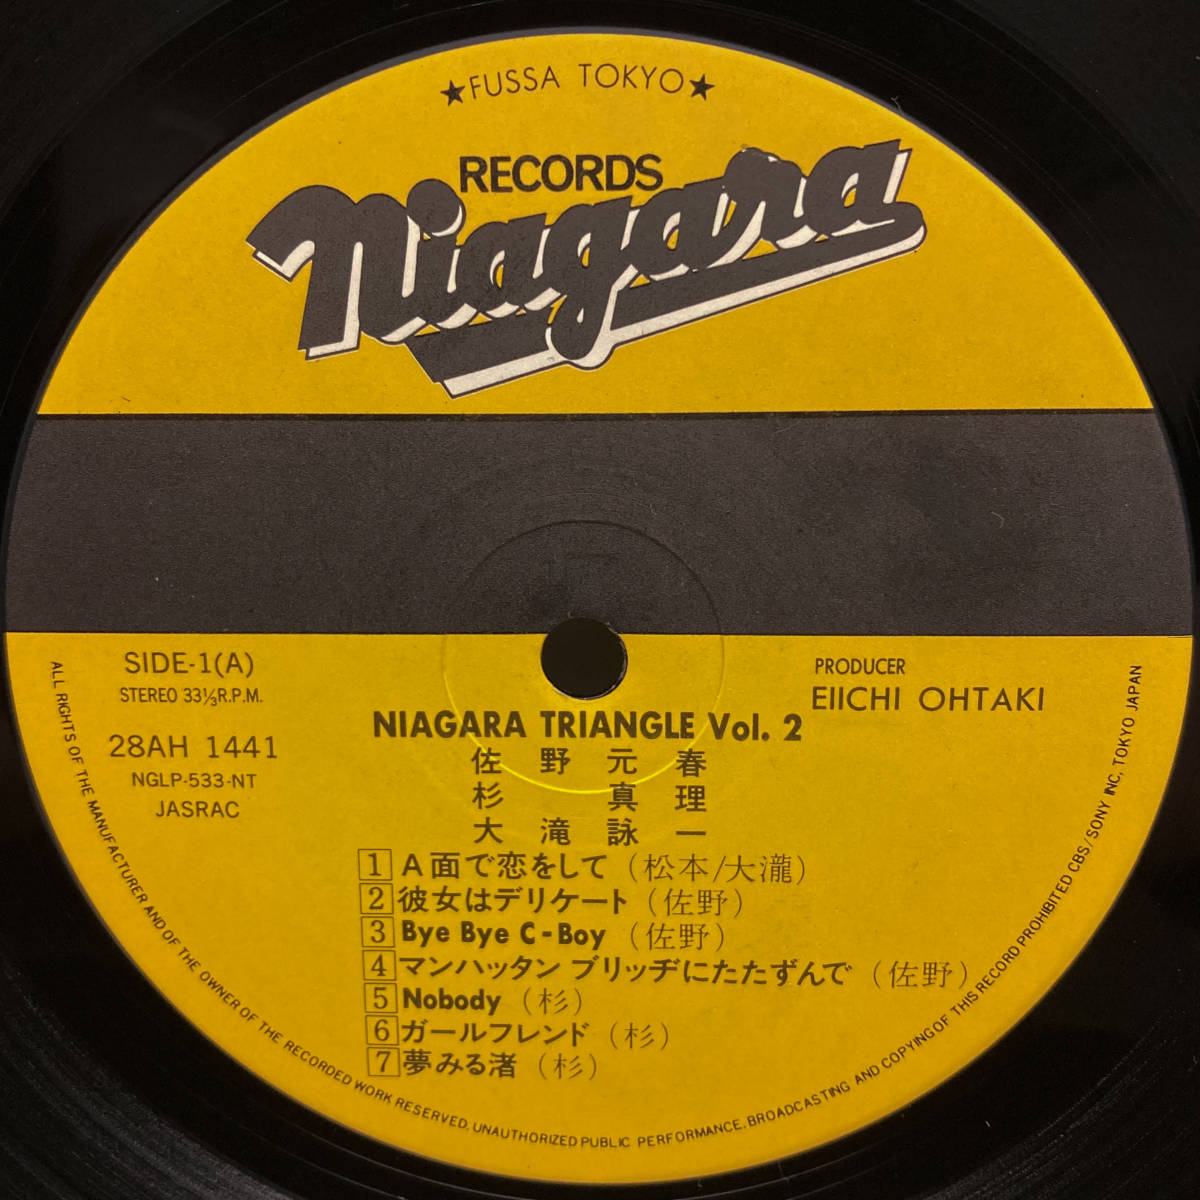 ★FUSSA TOKYO★
RECORDS
Niagara
SIDE-1(A)
STEREO 33⅓R.P.M.
28AH 1441
NGLP-533-NT
JASRAC
PRODUCER
EIICHI OHTAKI
NIAGARA TRIANGLE Vol. 2
佐野元春
杉真理
大滝詠一
1 A面で恋をして (松本/大瀧)
2 彼女はデリケート (佐野)
3 Bye Bye C-Boy (佐野)
4 マンハッタン ブリッヂにたたずんで (佐野)
5 Nobody (杉)
6 ガールフレンド (杉)
7 夢みる渚 (杉)
ALL RIGHTS OF THE MANUFACTURER AND OF THE OWNER OF THE RECORDED WORK RESERVED. UNAUTHORIZED PUBLIC PERFORMANCE. BROADCASTING AND COPYING OF THIS RECORD PROHIBITED CBS/SONY INC, TOKYO JAPAN